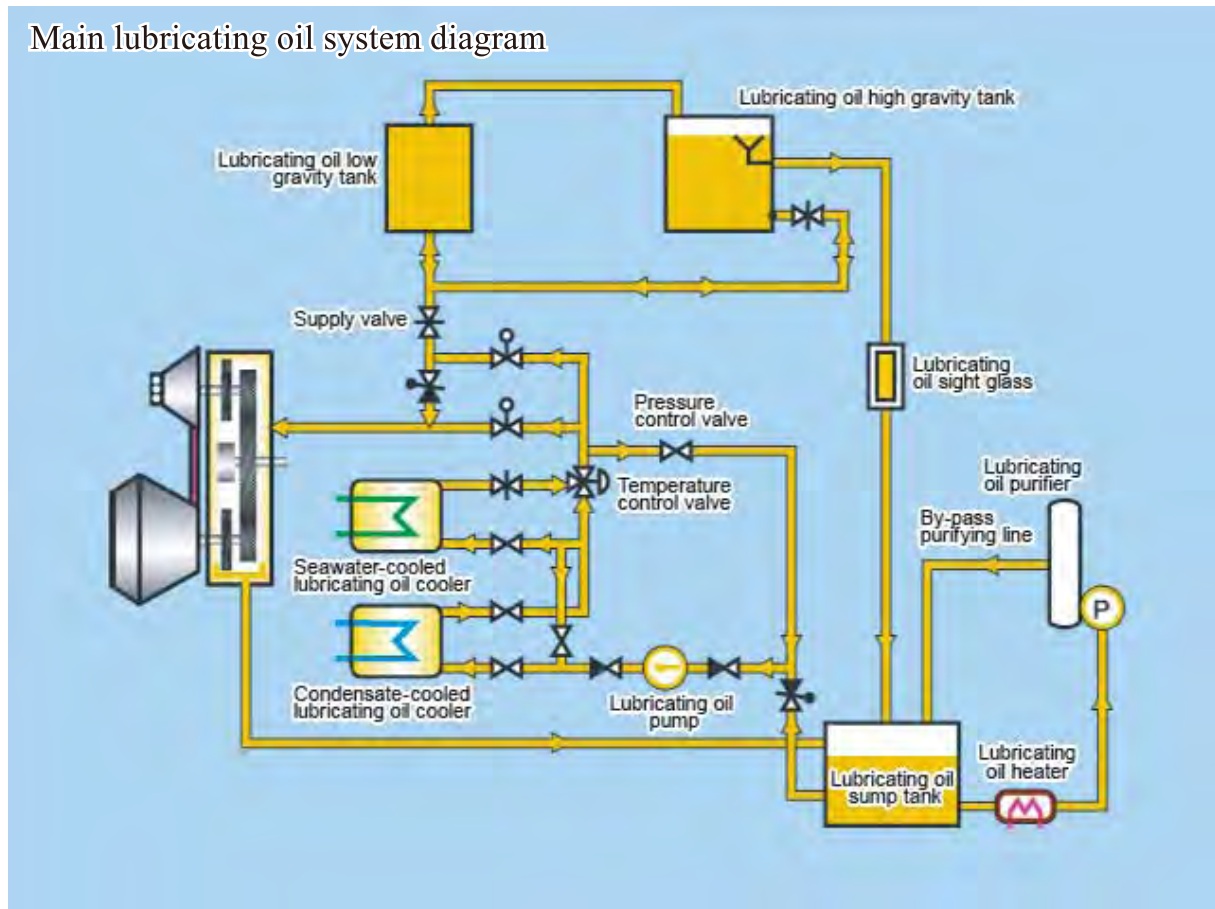 Main lubricating oil system diagram
Lubricating oil high gravity tank
Lubricating oil low
gravity tank
Supply valve
Lubricating
oil sight glass
Pressure
control valve
Lubricating
oil purifier
Temperature
control valve
By-pass
purifying line
Seawater-cooled
lubricating oil cooler
P
Condensate-cooled
lubricating oil cooler
Lubricating oil
pump
Lubricating
oil heater
Lubricating oil
sump tank